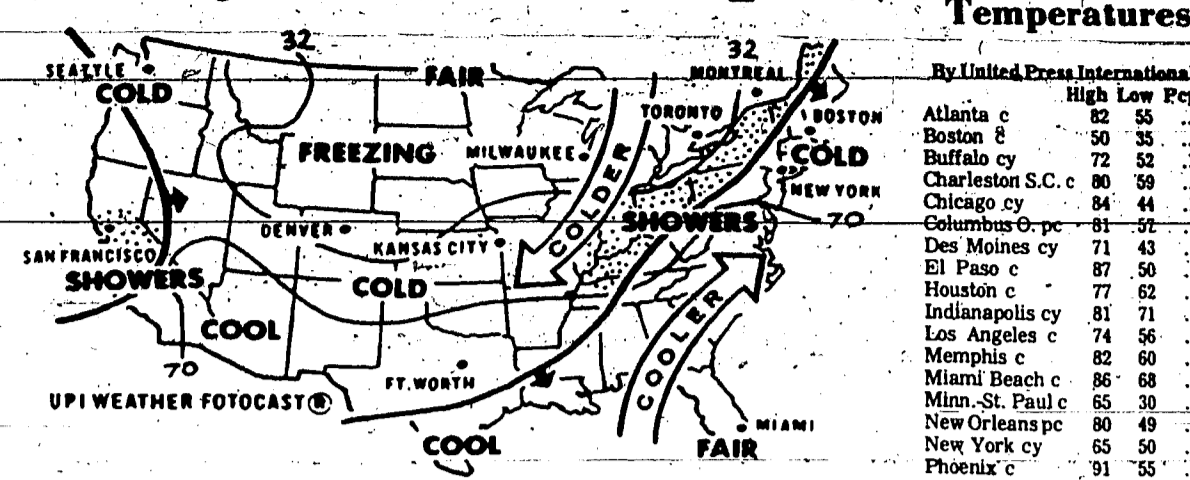 32
SEATTLE
COLD
FAIR
32
MONTREAL
TORONTO
BOSTON
FREEZING
MILWAUKEE
COLD
COLDER
NEW YORK
SHOWERS
70
DENVER
KANSAS CITY
SAN FRANCISCO
SHOWERS
COLD
COOL
COOLER
70
FT. WORTH
UPI WEATHER FOTOCAST®
COOL
FAIR
MIAMI
Temperatures
By United Press International
High Low Pcp
Atlanta c 82 55 ..
Boston c 50 35 ..
Buffalo cy 72 52 ..
Charleston S.C. c 80 59 .
Chicago cy 84 44 .
Columbus O. pc 81 52 .
Des Moines cy 71 43 .
El Paso c 87 50 .
Houston c 77 62 .
Indianapolis cy 81 71 .
Los Angeles c 74 56 .
Memphis c 82 60 .
Miami Beach c 86 68 .
Minn.-St. Paul c 65 30 .
New Orleans pc 80 49 .
New York cy 65 50 .
Phoenix c 91 55 .